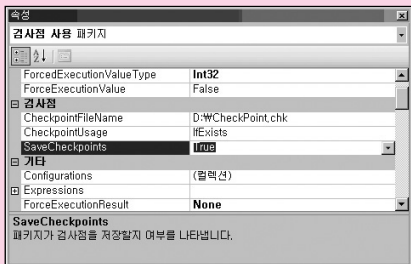 속성
검사점 사용 패키지
ForcedExecutionValueType Int32
ForceExecutionValue False
검사점
CheckpointFileName D:₩CheckPoint.chk
CheckpointUsage IfExists
SaveCheckpoints True
기타
Configurations (컬렉션)
Expressions
ForceExecutionResult None
SaveCheckpoints
패키지가 검사점을 저장할지 여부를 나타냅니다.